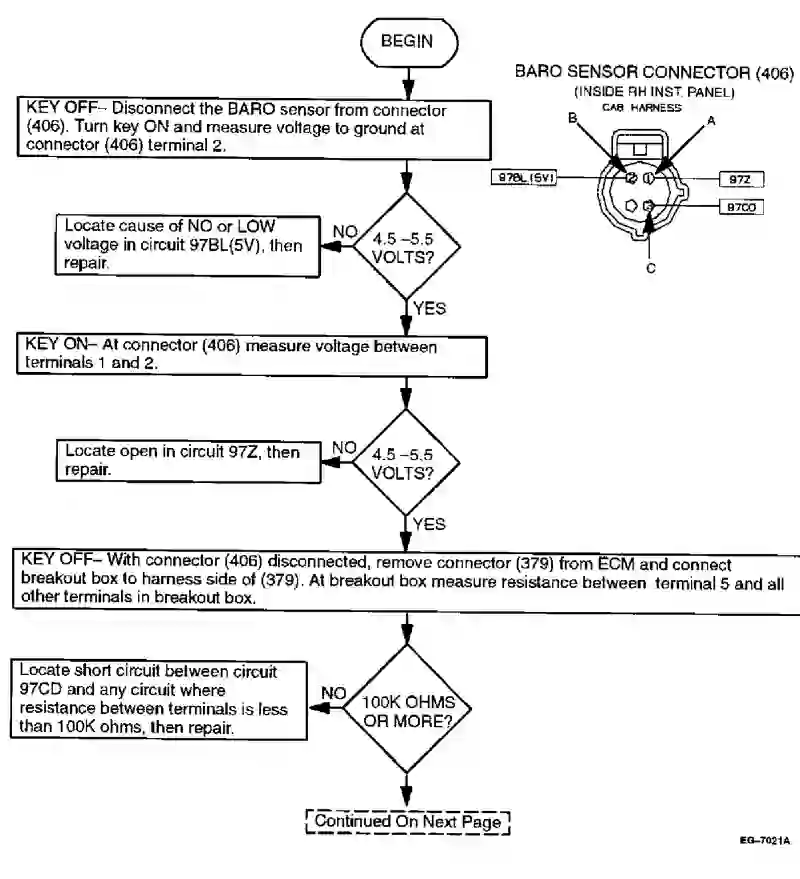 BEGIN
BARO SENSOR CONNECTOR (406)
(INSIDE RH INST. PANEL)
CAB HARNESS
B
A
97BL (5V)
97Z
97CD
C
KEY OFF– Disconnect the BARO sensor from connector
(406). Turn key ON and measure voltage to ground at
connector (406) terminal 2.
4.5 –5.5
VOLTS?
NO
Locate cause of NO or LOW
voltage in circuit 97BL(5V), then
repair.
YES
KEY ON– At connector (406) measure voltage between
terminals 1 and 2.
4.5 –5.5
VOLTS?
NO
Locate open in circuit 97Z, then
repair.
YES
KEY OFF– With connector (406) disconnected, remove connector (379) from ECM and connect
breakout box to harness side of (379). At breakout box measure resistance between terminal 5 and all
other terminals in breakout box.
100K OHMS
OR MORE?
NO
Locate short circuit between circuit
97CD and any circuit where
resistance between terminals is less
than 100K ohms, then repair.
Continued On Next Page
EG–7021A